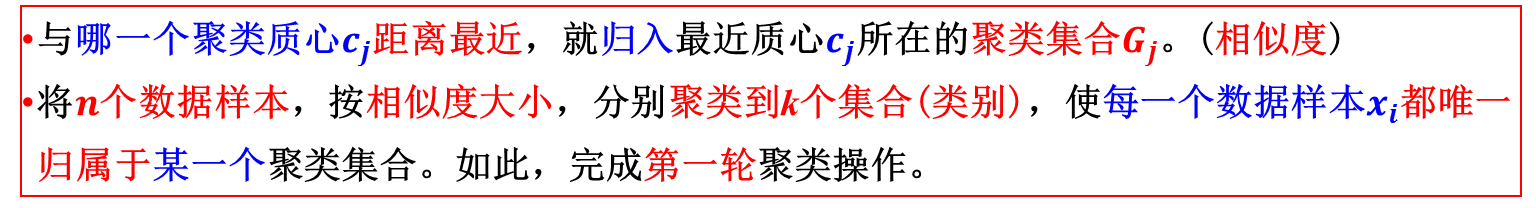 •与哪一个聚类质心cⱼ距离最近，就归入最近质心cⱼ所在的聚类集合Gⱼ。(相似度)
•将n个数据样本，按相似度大小，分别聚类到k个集合(类别)，使每一个数据样本xᵢ都唯一
归属于某一个聚类集合。如此，完成第一轮聚类操作。